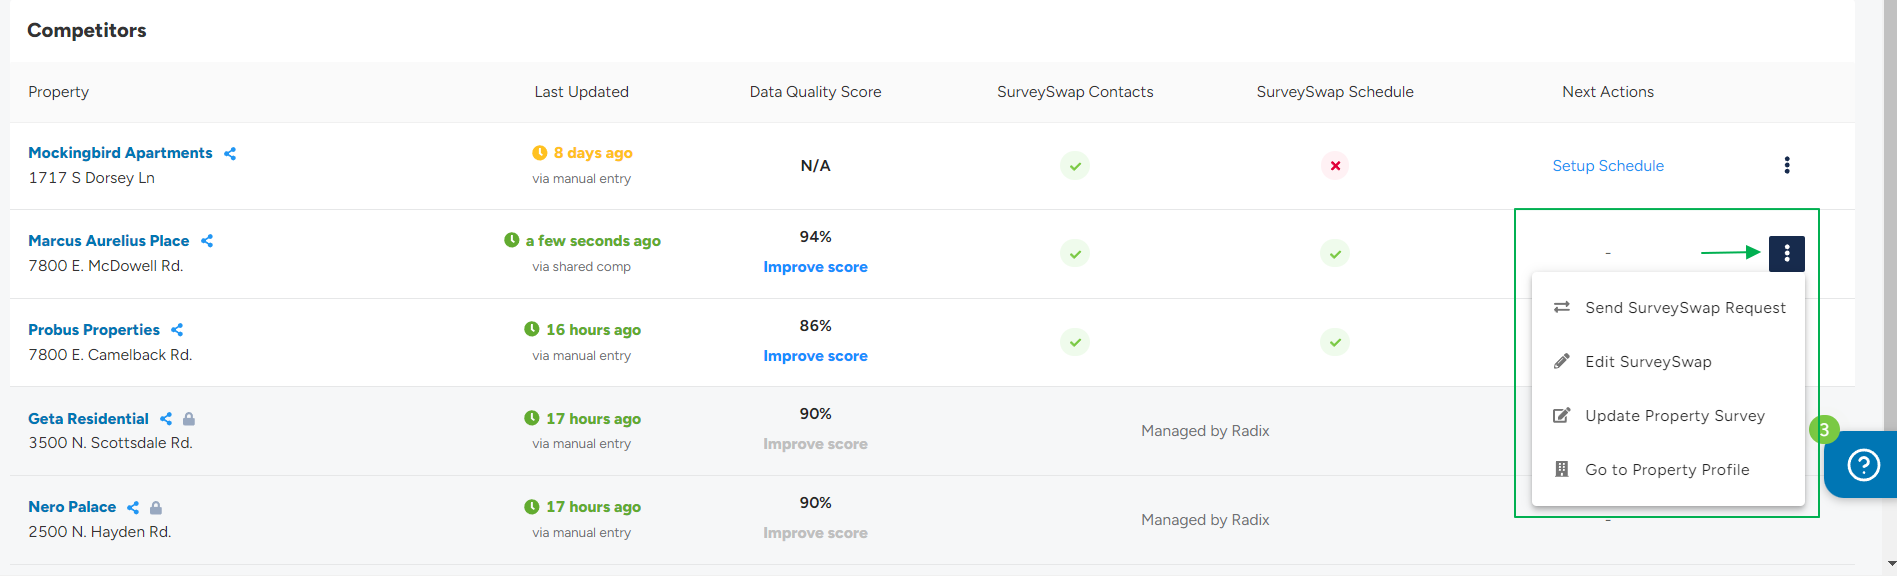 Competitors
Property Last Updated Data Quality Score SurveySwap Contacts SurveySwap Schedule Next Actions
Mockingbird Apartments 8 days ago
1717 S Dorsey Ln via manual entry N/A Setup Schedule
Marcus Aurelius Place a few seconds ago 94%
7800 E. McDowell Rd. via shared comp Improve score -
Probus Properties 16 hours ago 86%
7800 E. Camelback Rd. via manual entry Improve score
Geta Residential 17 hours ago 90%
3500 N. Scottsdale Rd. via manual entry Improve score Managed by Radix
Nero Palace 17 hours ago 90%
2500 N. Hayden Rd. via manual entry Improve score Managed by Radix -
Send SurveySwap Request
Edit SurveySwap
Update Property Survey
Go to Property Profile
3
?